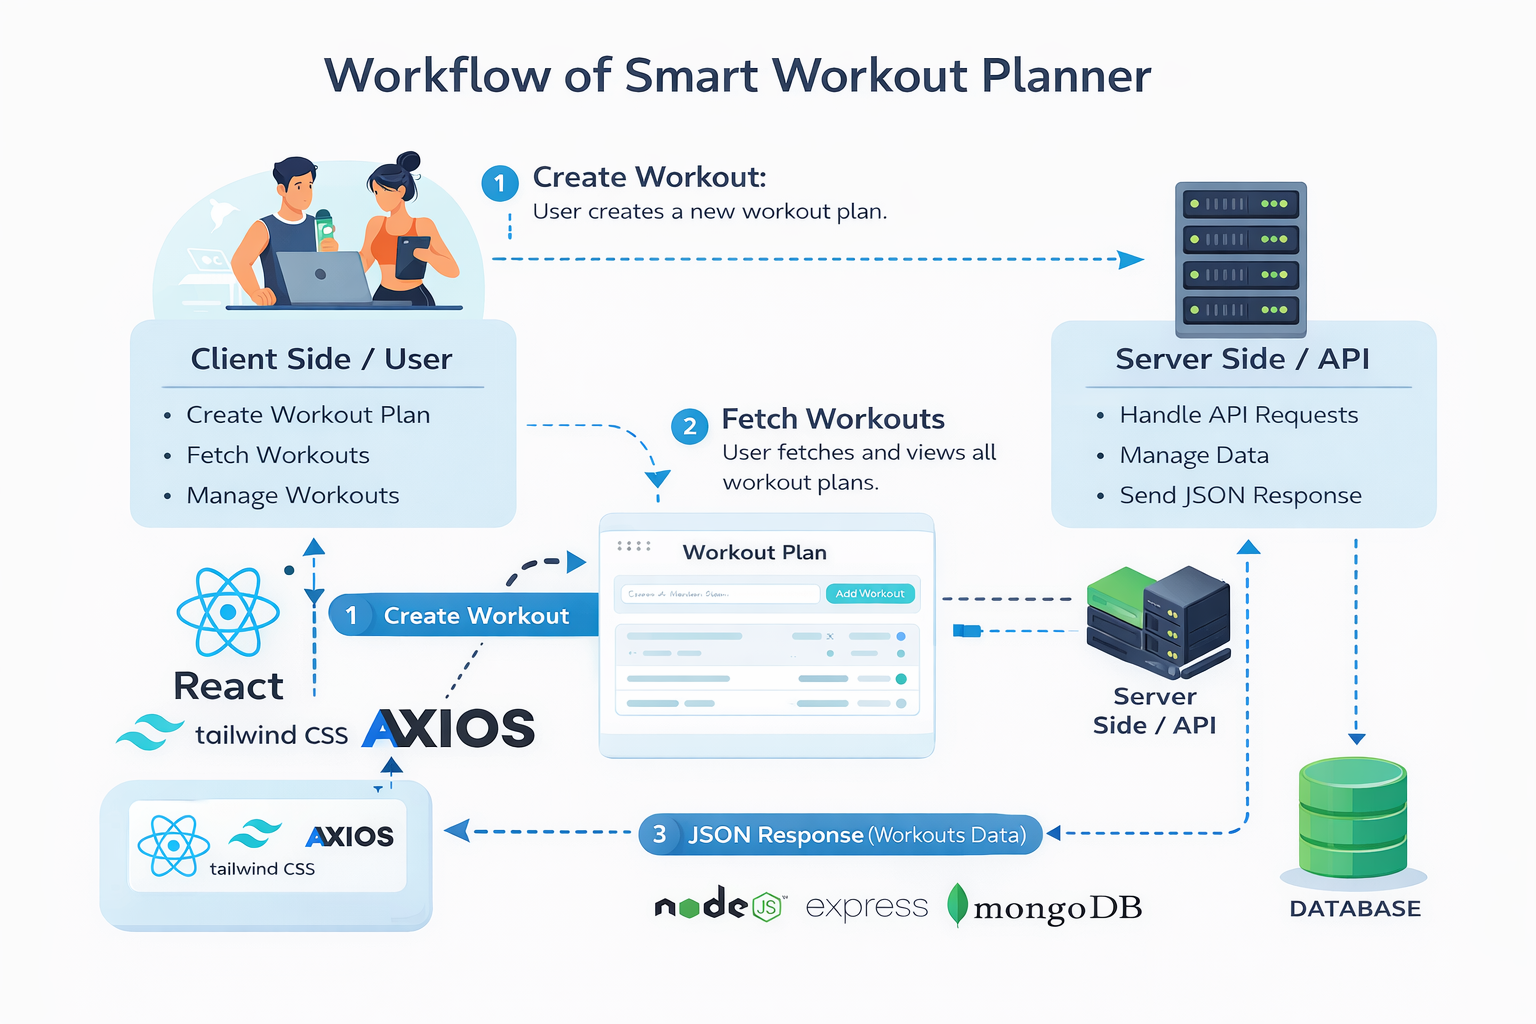 Workflow of Smart Workout Planner
1 Create Workout:
User creates a new workout plan.
Client Side / User
• Create Workout Plan
• Fetch Workouts
• Manage Workouts
2 Fetch Workouts
User fetches and views all
workout plans.
Server Side / API
• Handle API Requests
• Manage Data
• Send JSON Response
1 Create Workout
Workout Plan
Add Workout
React
tailwind CSS
AXIOS
Server
Side / API
AXIOS
tailwind CSS
3 JSON Response (Workouts Data)
node JS
express
mongoDB
DATABASE